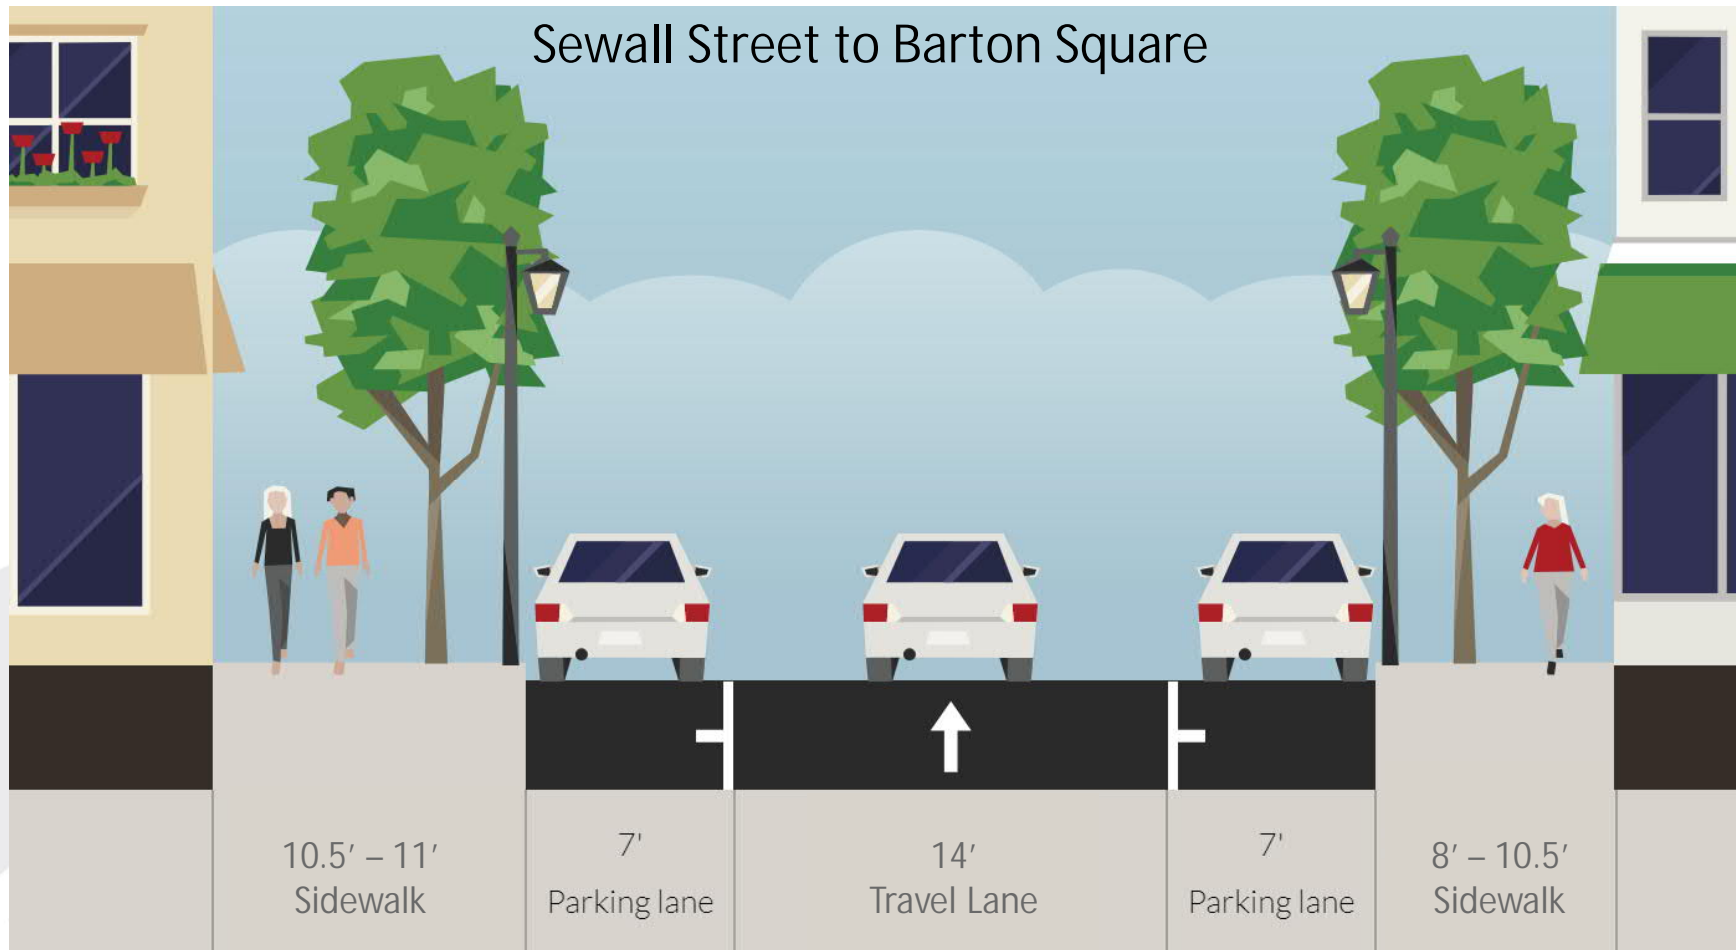 Sewall Street to Barton Square
10.5′ – 11′
Sidewalk
7'
Parking lane
14′
Travel Lane
7'
Parking lane
8′ – 10.5′
Sidewalk